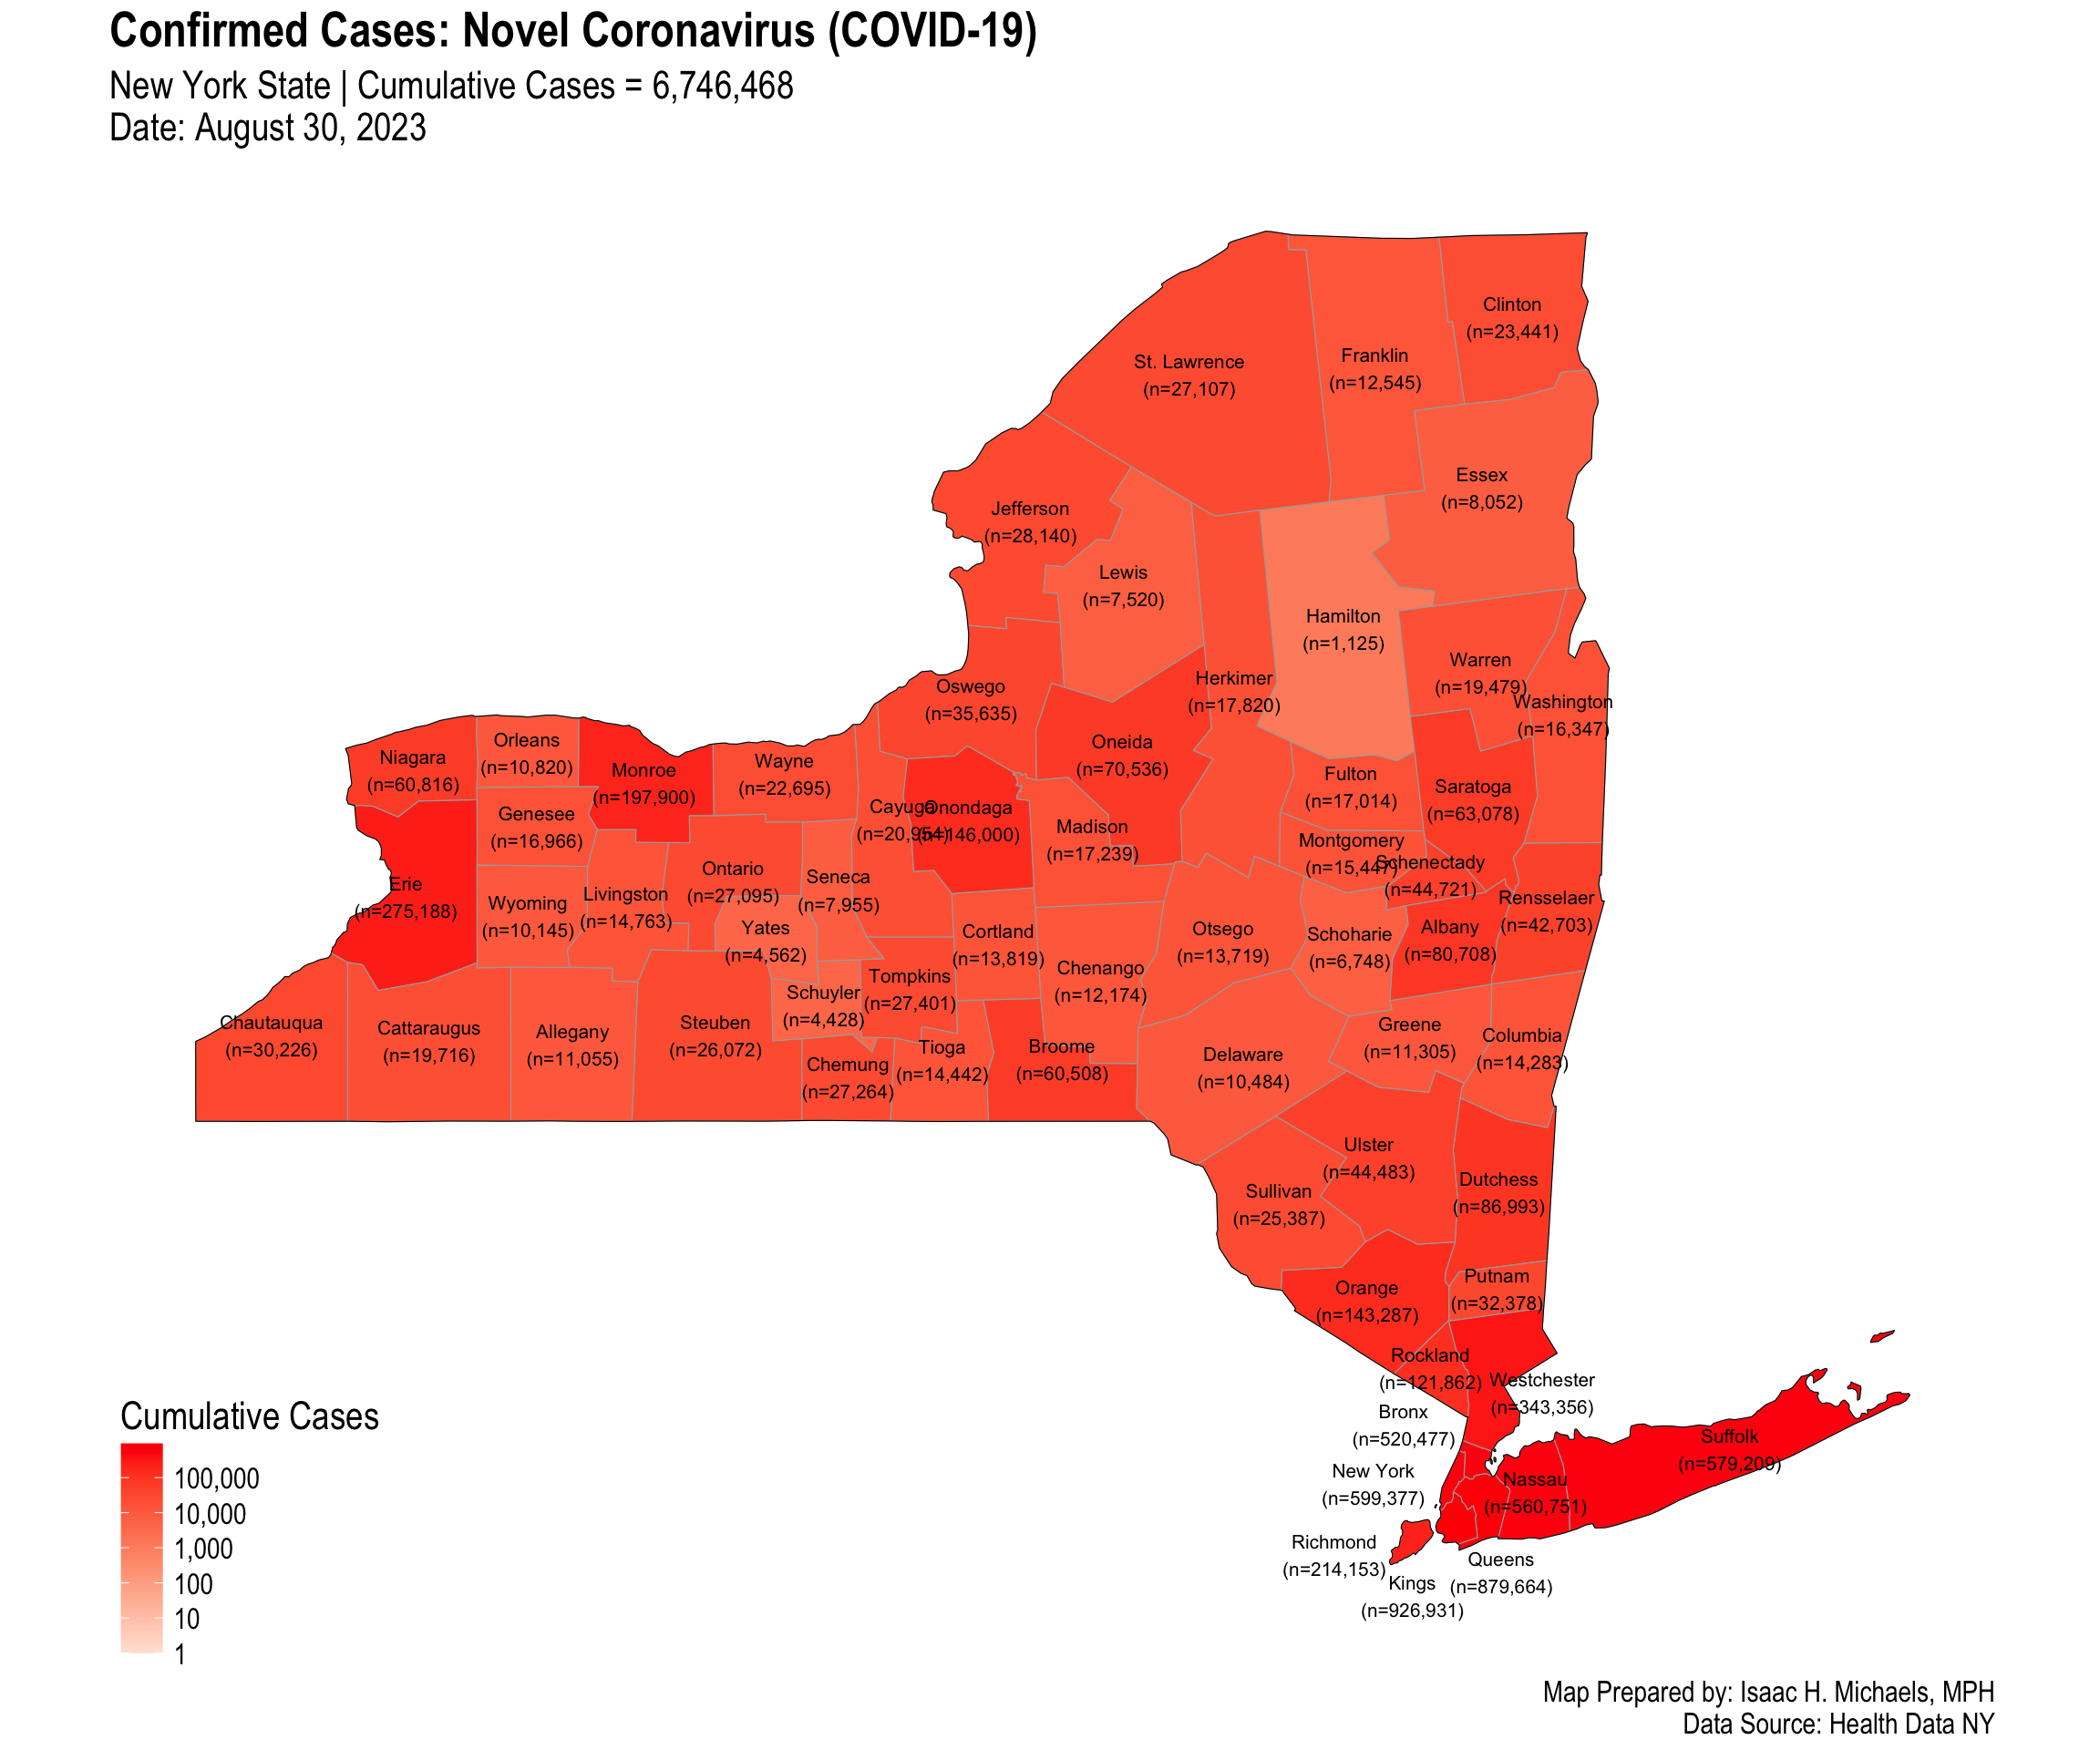 Confirmed Cases: Novel Coronavirus (COVID-19)
New York State | Cumulative Cases = 6,746,468
Date: August 30, 2023
Clinton
(n=23,441)
St. Lawrence
(n=27,107)
Franklin
(n=12,545)
Essex
(n=8,052)
Jefferson
(n=28,140)
Lewis
(n=7,520)
Hamilton
(n=1,125)
Warren
(n=19,479)
Herkimer
(n=17,820)
Washington
(n=16,347)
Oswego
(n=35,635)
Oneida
(n=70,536)
Niagara
(n=60,816)
Orleans
(n=10,820)
Monroe
(n=197,900)
Wayne
(n=22,695)
Fulton
(n=17,014)
Saratoga
(n=63,078)
Genesee
(n=16,966)
Cayuga
(n=20,954)
Onondaga
(n=146,000)
Madison
(n=17,239)
Montgomery
(n=15,447)
Schenectady
(n=44,721)
Ontario
(n=27,095)
Seneca
(n=7,955)
Erie
(n=275,188)
Wyoming
(n=10,145)
Livingston
(n=14,763)
Yates
(n=4,562)
Cortland
(n=13,819)
Otsego
(n=13,719)
Schoharie
(n=6,748)
Albany
(n=80,708)
Rensselaer
(n=42,703)
Chenango
(n=12,174)
Tompkins
(n=27,401)
Schuyler
(n=4,428)
Chautauqua
(n=30,226)
Cattaraugus
(n=19,716)
Allegany
(n=11,055)
Steuben
(n=26,072)
Chemung
(n=27,264)
Tioga
(n=14,442)
Broome
(n=60,508)
Delaware
(n=10,484)
Greene
(n=11,305)
Columbia
(n=14,283)
Ulster
(n=44,483)
Sullivan
(n=25,387)
Dutchess
(n=86,993)
Orange
(n=143,287)
Putnam
(n=32,378)
Rockland
(n=121,862)
Westchester
(n=343,356)
Bronx
(n=520,477)
New York
(n=599,377)
Suffolk
(n=579,209)
Nassau
(n=560,751)
Richmond
(n=214,153)
Queens
(n=879,664)
Kings
(n=926,931)
Cumulative Cases
100,000
10,000
1,000
100
10
1
Map Prepared by: Isaac H. Michaels, MPH
Data Source: Health Data NY